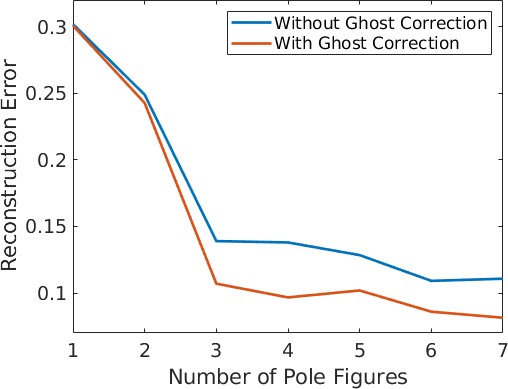 Without Ghost Correction
With Ghost Correction
0.3
0.25
0.2
0.15
0.1
Reconstruction Error
1 2 3 4 5 6 7
Number of Pole Figures